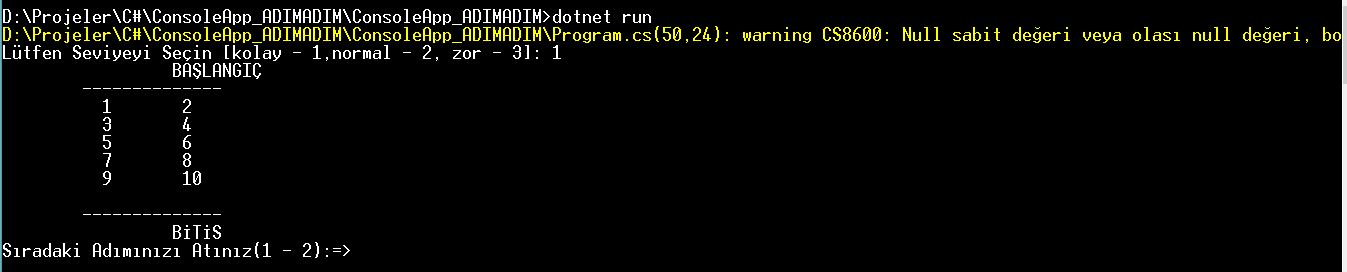 D:\Projeler\C#\ConsoleApp_ADIMADIM\ConsoleApp_ADIMADIM>dotnet run
D:\Projeler\C#\ConsoleApp_ADIMADIM\ConsoleApp_ADIMADIM\Program.cs(50,24): warning CS8600: Null sabit değeri veya olası null değeri, bo
Lütfen Seviyeyi Seçin [kolay - 1,normal - 2, zor - 3]: 1
BAŞLANGIÇ
--------------
1 2
3 4
5 6
7 8
9 10
--------------
BiTiS
Sıradaki Adımınızı Atınız(1 - 2):=>